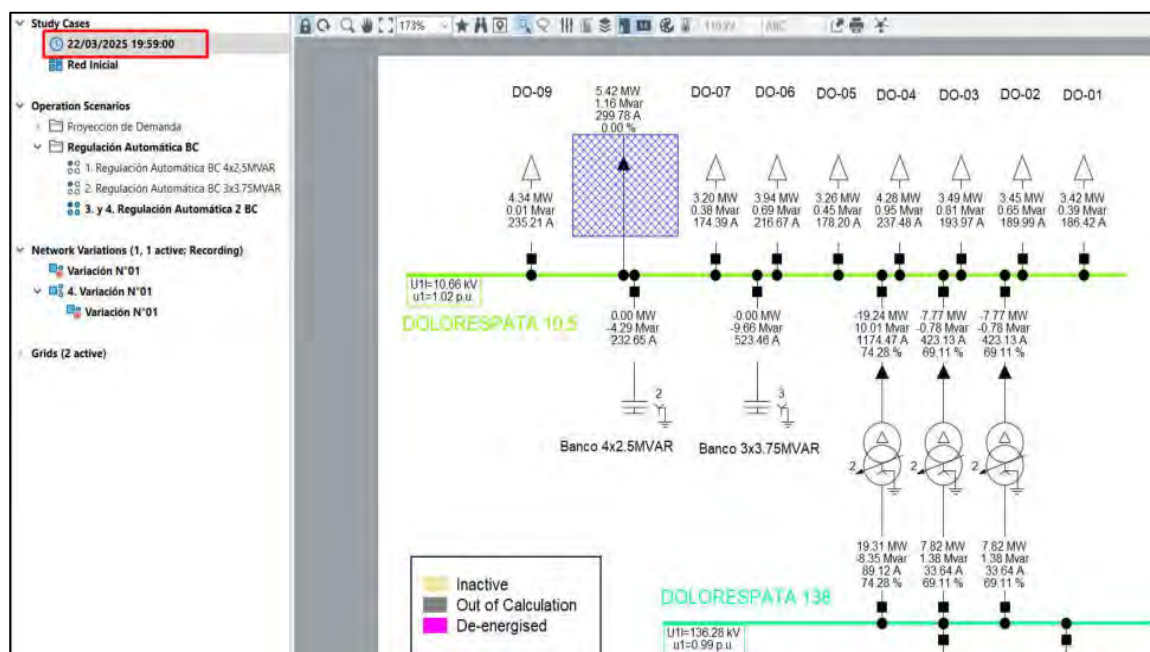 Study Cases
22/03/2025 19:59:00
Red Inicial
Operation Scenarios
Proyección de Demanda
Regulación Automática BC
1. Regulación Automática BC 4x2.5MVAR
2. Regulación Automática BC 3x3.75MVAR
3. y 4. Regulación Automática 2 BC
Network Variations (1, 1 active; Recording)
Variación N°01
4. Variación N°01
Variación N°01
Grids (2 active)
173%
110 kV
ABC
DO-09
5.42 MW
1.16 Mvar
299.78 A
0.00 %
DO-07
DO-06
DO-05
DO-04
DO-03
DO-02
DO-01
4.34 MW
0.01 Mvar
235.21 A
3.20 MW
0.38 Mvar
174.39 A
3.94 MW
0.69 Mvar
216.67 A
3.26 MW
0.45 Mvar
178.20 A
4.28 MW
0.95 Mvar
237.48 A
3.49 MW
0.81 Mvar
193.97 A
3.45 MW
0.65 Mvar
189.99 A
3.42 MW
0.39 Mvar
186.42 A
U1l=10.66 kV
u1=1.02 p.u.
DOLORESPATA 10.5
0.00 MW
-4.29 Mvar
232.65 A
-0.00 MW
-9.66 Mvar
523.46 A
-19.24 MW
10.01 Mvar
1174.47 A
74.28 %
-7.77 MW
-0.78 Mvar
423.13 A
69.11 %
-7.77 MW
-0.78 Mvar
423.13 A
69.11 %
2
3
Banco 4x2.5MVAR
Banco 3x3.75MVAR
2
2
2
19.31 MW
-8.35 Mvar
89.12 A
74.28 %
7.82 MW
1.38 Mvar
33.64 A
69.11 %
7.82 MW
1.38 Mvar
33.64 A
69.11 %
Inactive
Out of Calculation
De-energised
DOLORESPATA 138
U1l=136.28 kV
u1=0.99 p.u.